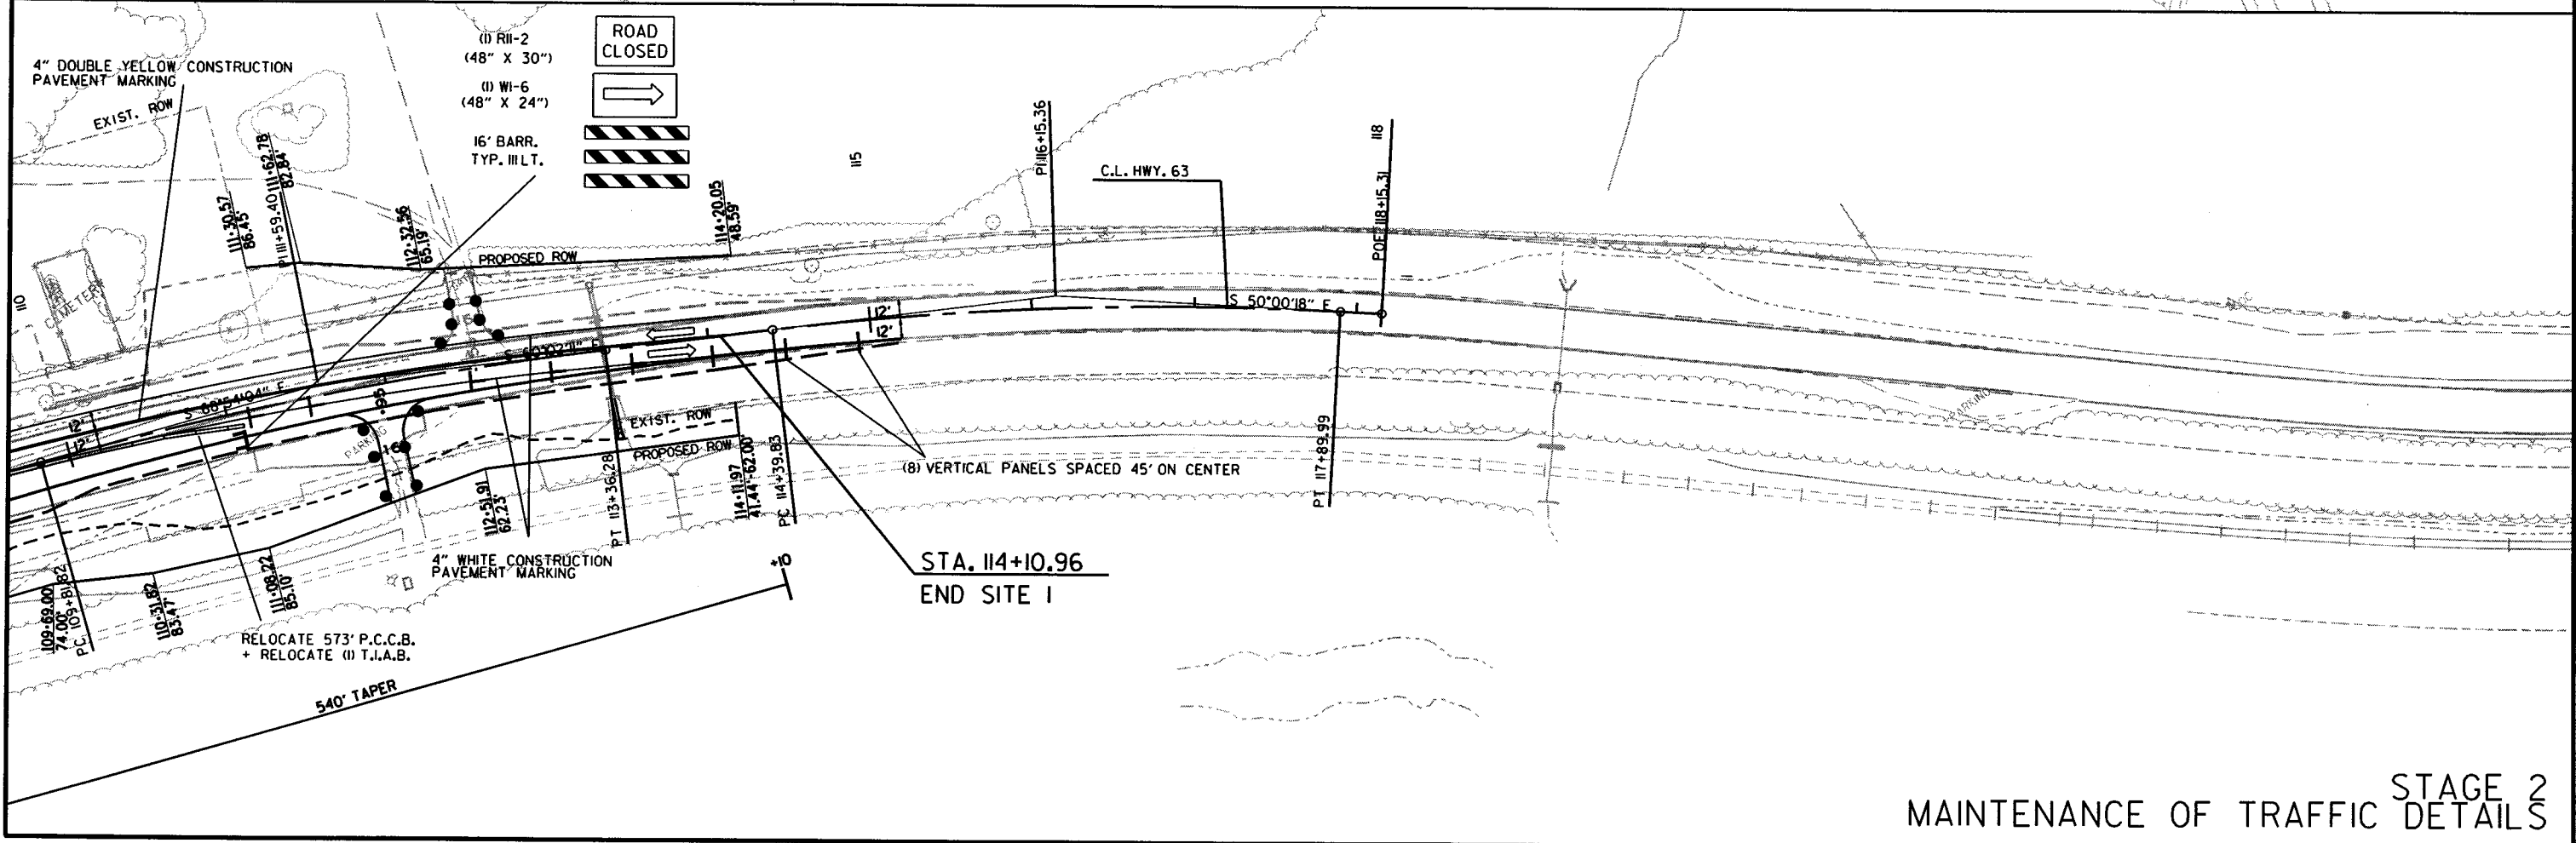 4" DOUBLE YELLOW CONSTRUCTION
PAVEMENT MARKING
EXIST. ROW
(1) R11-2
(48" X 30")
ROAD
CLOSED
(1) W1-6
(48" X 24")
16' BARR.
TYP. III LT.
111+30.57
86.45'
PI 111+59.40
111+62.78
82.84'
112+32.56
65.19'
114+20.05
48.59'
115
PI 116+15.36
C.L. HWY. 63
118
POE 118+15.31
110
CEMETERY
PROPOSED ROW
S 50°00'18" E
12'
12'
S 60°02'11" E
S 68°54'04" E
12'
12'
+95
16'
PARKING
PARKING
EXIST. ROW
PROPOSED ROW
(8) VERTICAL PANELS SPACED 45' ON CENTER
112+51.91
62.23'
PT 113+36.28
114+11.97
41.44'-62.00'
PC 114+39.83
PT 117+89.99
4" WHITE CONSTRUCTION
PAVEMENT MARKING
+10
STA. 114+10.96
END SITE 1
109+69.00
74.00'
PC 109+81.82
110+31.82
83.47'
111+08.22
85.10'
RELOCATE 573' P.C.C.B.
+ RELOCATE (1) T.I.A.B.
540' TAPER
STAGE 2
MAINTENANCE OF TRAFFIC DETAILS